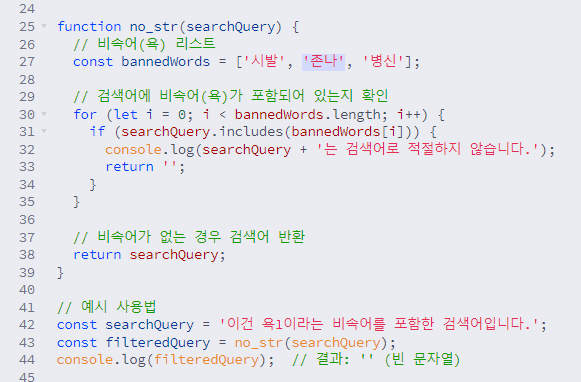 24
25 function no_str(searchQuery) {
26 // 비속어(욕) 리스트
27 const bannedWords = ['시발', '존나', '병신'];
28
29 // 검색어에 비속어(욕)가 포함되어 있는지 확인
30 for (let i = 0; i < bannedWords.length; i++) {
31 if (searchQuery.includes(bannedWords[i])) {
32 console.log(searchQuery + '는 검색어로 적절하지 않습니다.');
33 return '';
34 }
35 }
36
37 // 비속어가 없는 경우 검색어 반환
38 return searchQuery;
39 }
40
41 // 예시 사용법
42 const searchQuery = '이건 욕1이라는 비속어를 포함한 검색어입니다.';
43 const filteredQuery = no_str(searchQuery);
44 console.log(filteredQuery); // 결과: '' (빈 문자열)
45